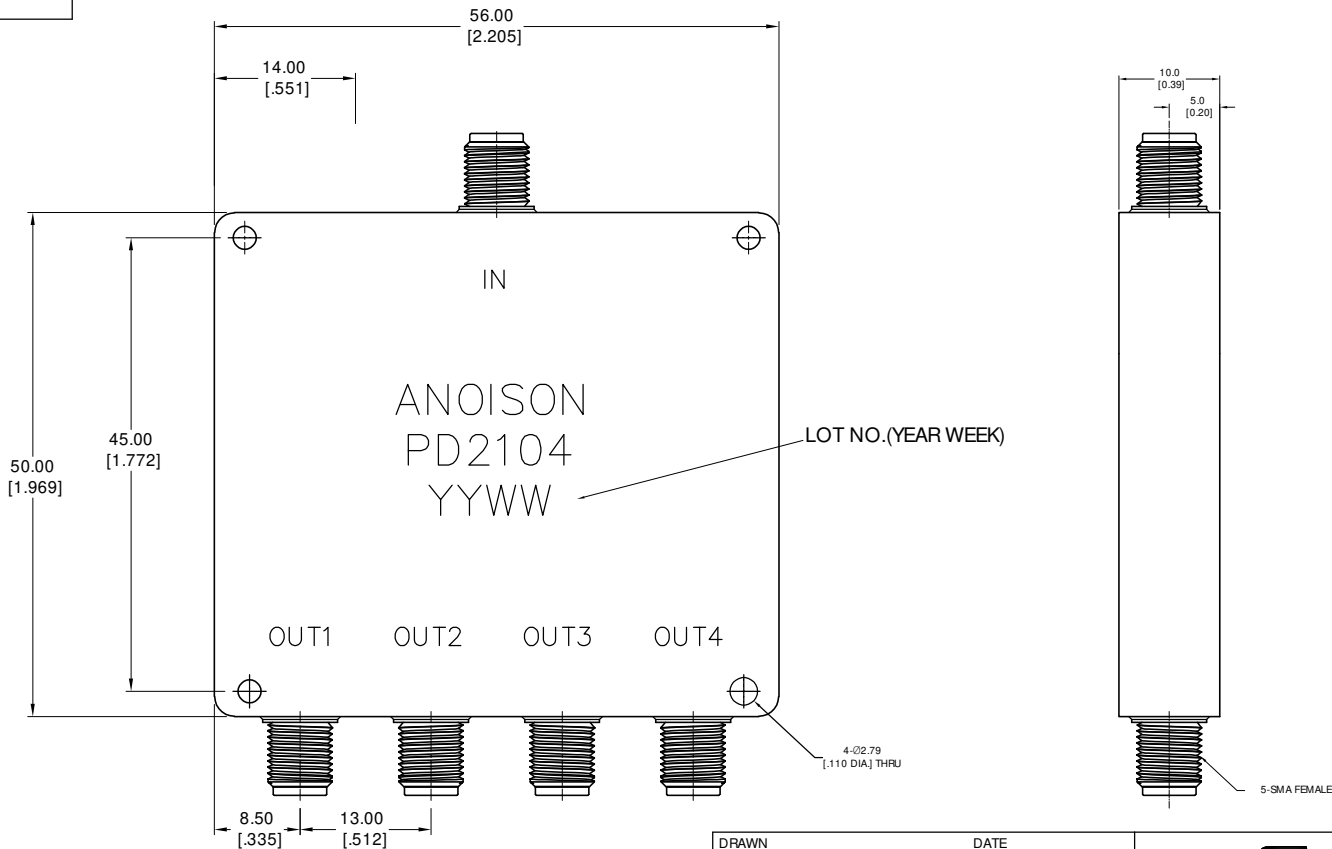 56.00
[2.205]
14.00
[.551]
10.0
[0.39]
5.0
[0.20]
IN
ANOISON
PD2104
YYWW
LOT NO.(YEAR WEEK)
45.00
[1.772]
50.00
[1.969]
OUT1 OUT2 OUT3 OUT4
4-∅2.79
[.110 DIA.] THRU
5-SMA FEMALE
8.50
[.335]
13.00
[.512]
DRAWN DATE